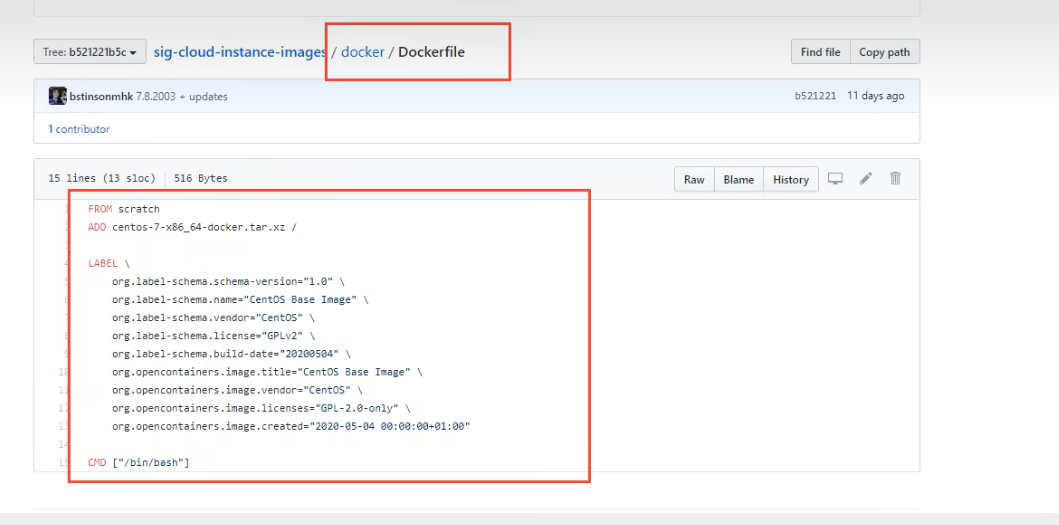 Tree: b521221b5c
sig-cloud-instance-images / docker / Dockerfile
Find file
Copy path
bstinsonmhk 7.8.2003 + updates
b521221 11 days ago
1 contributor
15 lines (13 sloc) 516 Bytes
Raw
Blame
History
1 FROM scratch
2 ADD centos-7-x86_64-docker.tar.xz /
3
4 LABEL \
5 org.label-schema.schema-version="1.0" \
6 org.label-schema.name="CentOS Base Image" \
7 org.label-schema.vendor="CentOS" \
8 org.label-schema.license="GPLv2" \
9 org.label-schema.build-date="20200504" \
10 org.opencontainers.image.title="CentOS Base Image" \
11 org.opencontainers.image.vendor="CentOS" \
12 org.opencontainers.image.licenses="GPL-2.0-only" \
13 org.opencontainers.image.created="2020-05-04 00:00:00+01:00"
14
15 CMD ["/bin/bash"]